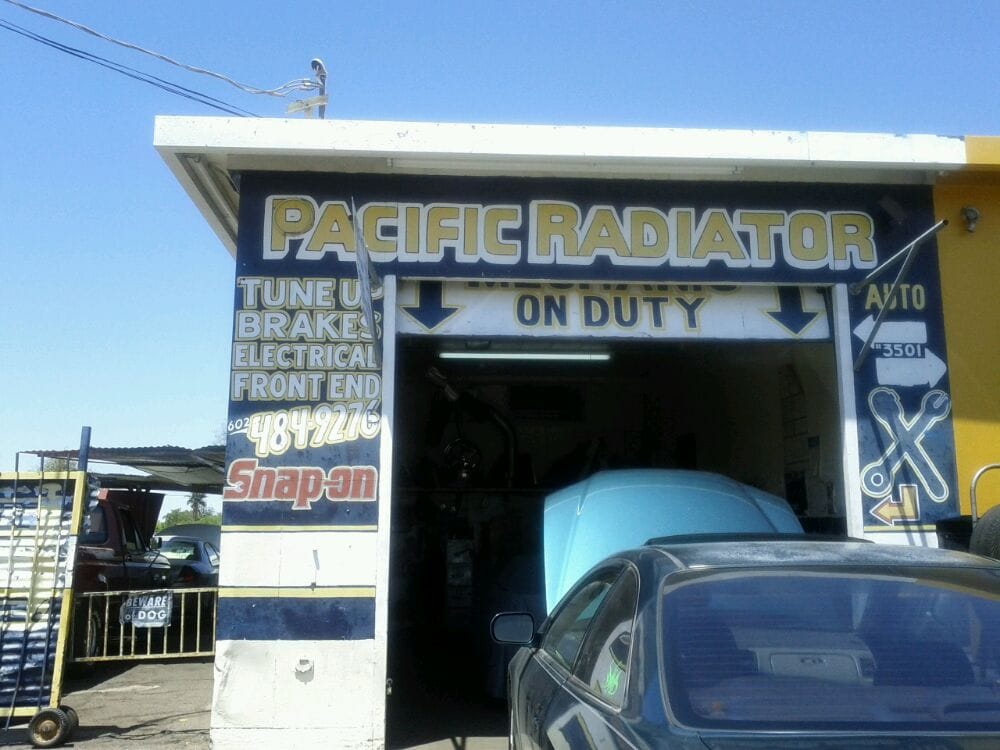 PACIFIC RADIATOR
MECHANIC
ON DUTY
TUNE UP
BRAKES
ELECTRICAL
FRONT END
602 484-9276
Snap-on
AUTO
#3501
BEWARE
of DOG